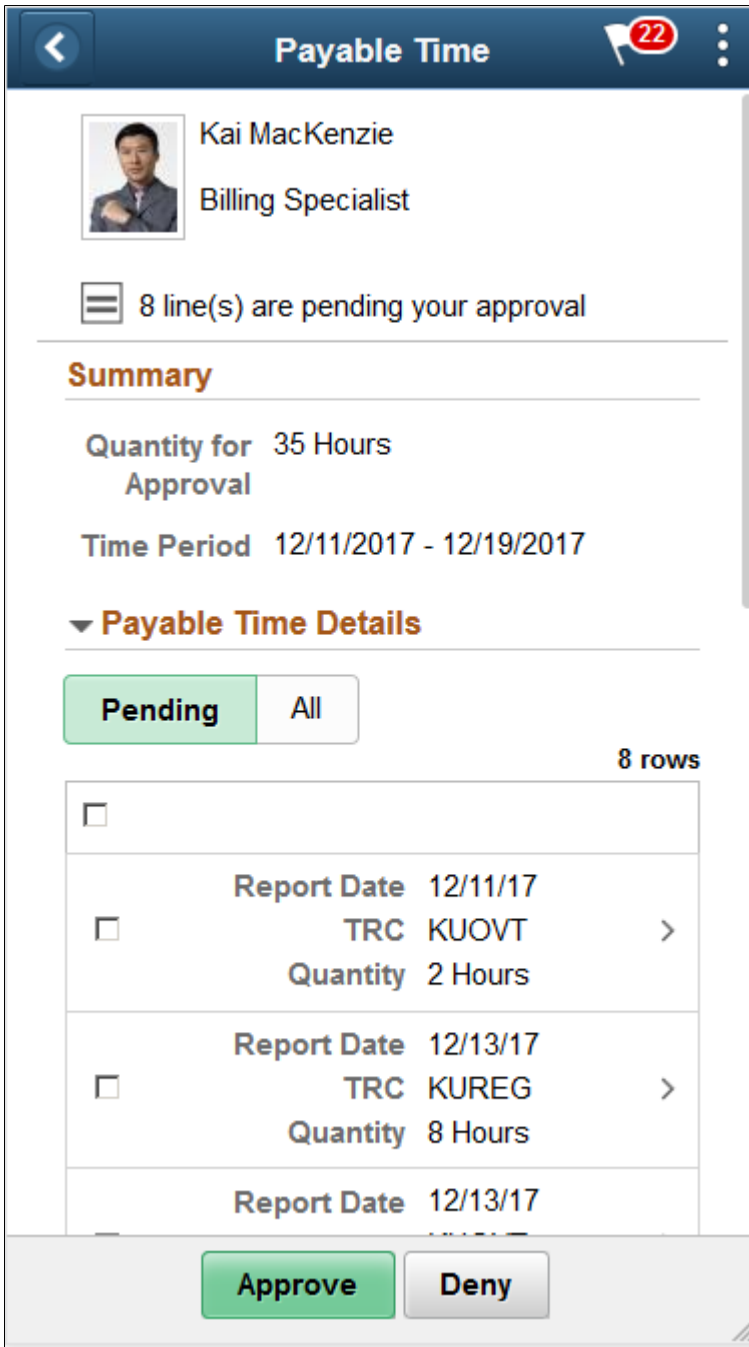 Payable Time 22
Kai MacKenzie
Billing Specialist
8 line(s) are pending your approval
Summary
Quantity for Approval 35 Hours
Time Period 12/11/2017 - 12/19/2017
Payable Time Details
Pending All
8 rows
Report Date 12/11/17
TRC KUOVT
Quantity 2 Hours
Report Date 12/13/17
TRC KUREG
Quantity 8 Hours
Report Date 12/13/17
Approve Deny